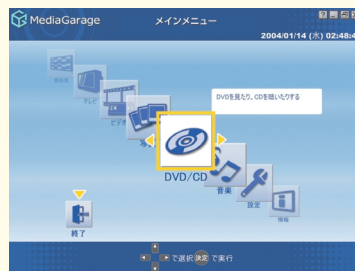 MediaGarage
メインメニュー
2004/01/14 (水) 02:48:4
テレビ
ビデオ
DVDを見たり、CDを聴いたりする
DVD/CD
音楽
設定
情報
終了
で選択 決定 で実行